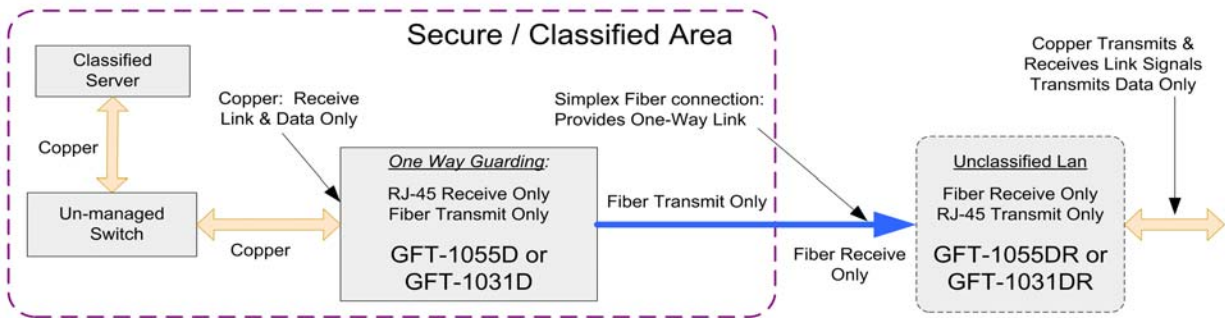 Secure / Classified Area
Classified
Server
Copper
Un-managed
Switch
Copper
Copper: Receive
Link & Data Only
One Way Guarding:
RJ-45 Receive Only
Fiber Transmit Only
GFT-1055D or
GFT-1031D
Simplex Fiber connection:
Provides One-Way Link
Fiber Transmit Only
Fiber Receive
Only
Unclassified Lan
Fiber Receive Only
RJ-45 Transmit Only
GFT-1055DR or
GFT-1031DR
Copper Transmits &
Receives Link Signals
Transmits Data Only